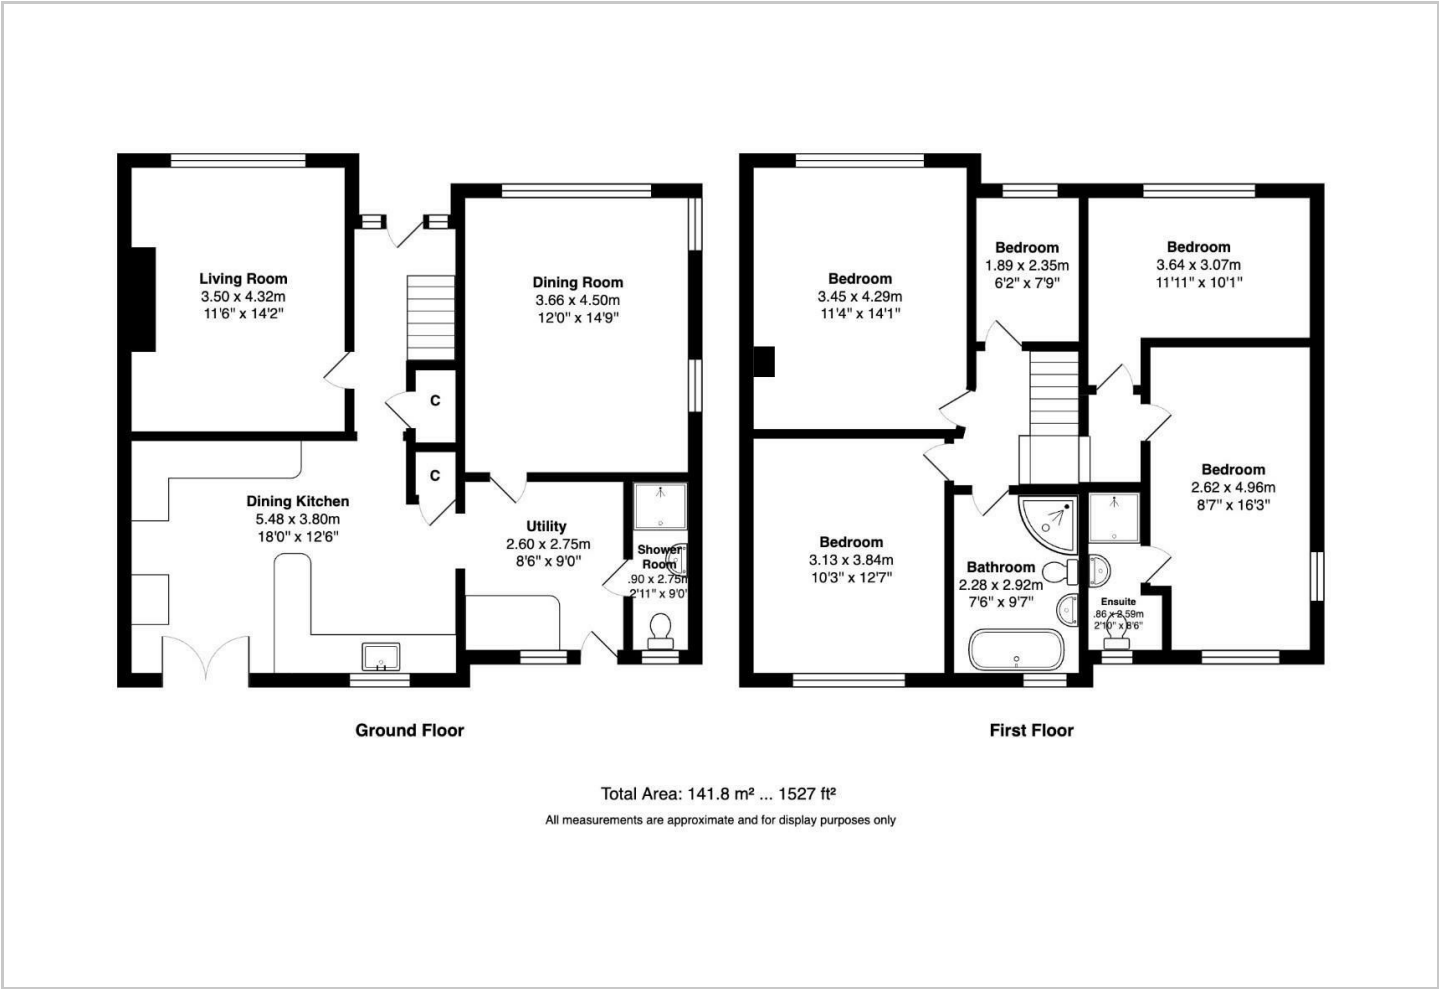 Living Room
3.50 x 4.32m
11'6" x 14'2"
Dining Room
3.66 x 4.50m
12'0" x 14'9"
C
C
Dining Kitchen
5.48 x 3.80m
18'0" x 12'6"
Utility
2.60 x 2.75m
8'6" x 9'0"
Shower
Room
.90 x 2.75m
2'11" x 9'0"
Ground Floor
Bedroom
3.45 x 4.29m
11'4" x 14'1"
Bedroom
1.89 x 2.35m
6'2" x 7'9"
Bedroom
3.64 x 3.07m
11'11" x 10'1"
Bedroom
2.62 x 4.96m
8'7" x 16'3"
Bedroom
3.13 x 3.84m
10'3" x 12'7"
Bathroom
2.28 x 2.92m
7'6" x 9'7"
Ensuite
.86 x 2.59m
2'10" x 8'6"
First Floor
Total Area: 141.8 m² ... 1527 ft²
All measurements are approximate and for display purposes only